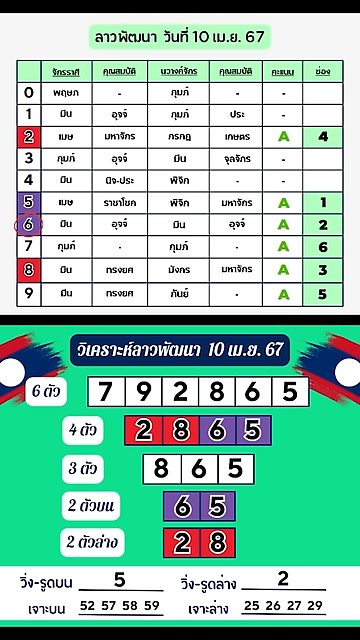 ลาวพัฒนา วันที่ 10 เม.ย. 67
จักรราศี คุณสมบัติ นวางค์จักร คุณสมบัติ คะแนน ช่อง
0 พฤษภ - กุมภ์ - -
1 มีน อุจจ์ กุมภ์ ประ -
2 เมษ มหาจักร กรกฎ เกษตร A 4
3 กุมภ์ อุจจ์ มีน จุลจักร -
4 มีน นิจ-ประ พิจิก - -
5 เมษ ราชาโชค พิจิก มหาจักร A 1
6 มีน อุจจ์ มีน อุจจ์ A 2
7 กุมภ์ - กุมภ์ - A 6
8 มีน ทรงยศ มังกร มหาจักร A 3
9 มีน ทรงยศ กันย์ - A 5
วิเคราะห์ลาวพัฒนา 10 เม.ย. 67
6 ตัว 7 9 2 8 6 5
4 ตัว 2 8 6 5
3 ตัว 8 6 5
2 ตัวบน 6 5
2 ตัวล่าง 2 8
วิ่ง-รูดบน 5 วิ่ง-รูดล่าง 2
เจาะบน 52 57 58 59 เจาะล่าง 25 26 27 29